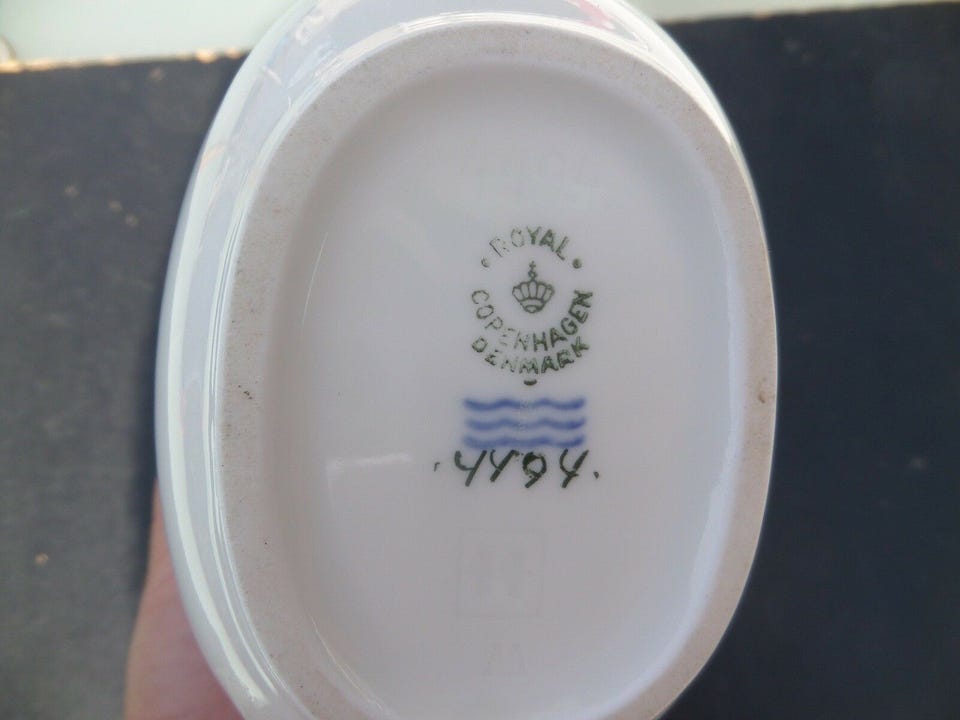 ROYAL
COPENHAGEN
DENMARK
4494